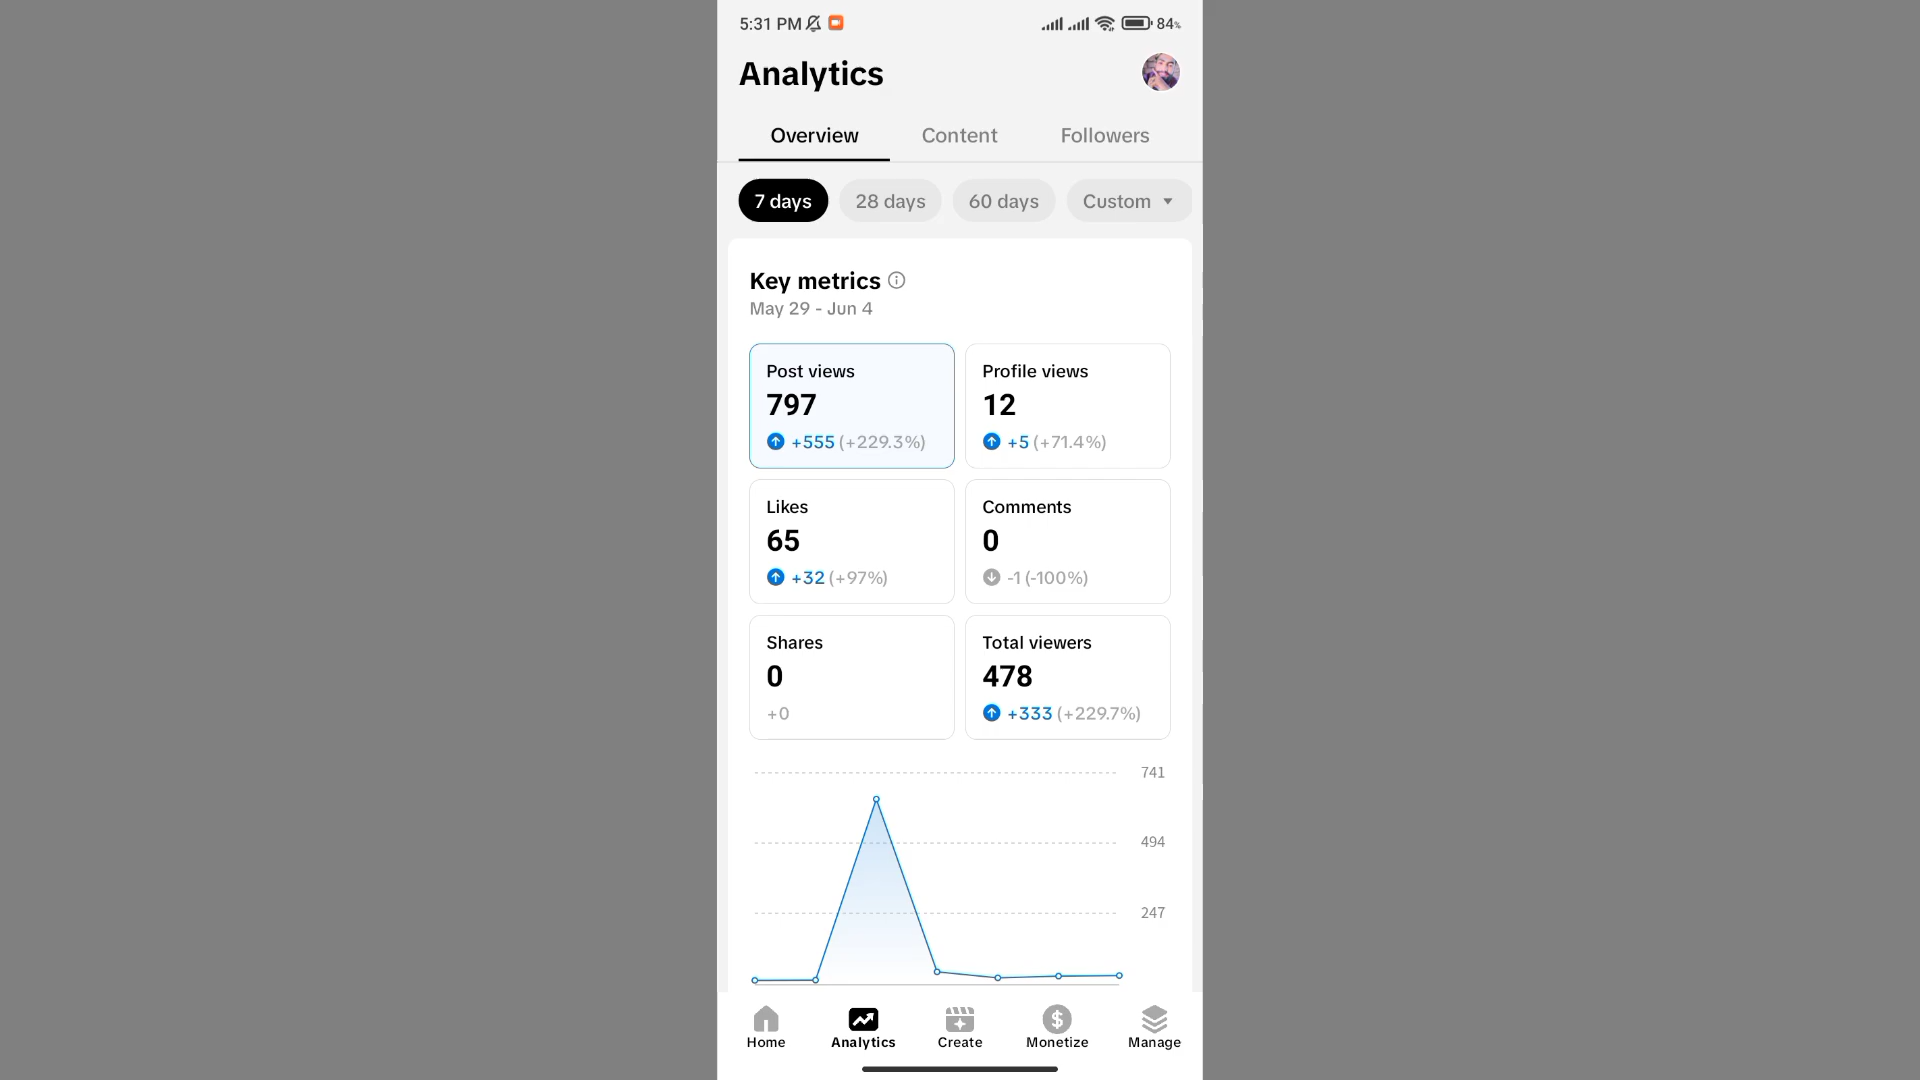 5:31 PM 84%
Analytics
Overview Content Followers
7 days 28 days 60 days Custom
Key metrics
May 29 - Jun 4
Post views Profile views
797 12
+555 (+229.3%) +5 (+71.4%)
Likes Comments
65 0
+32 (+97%) -1 (-100%)
Shares Total viewers
0 478
+0 +333 (+229.7%)
741
494
247
Home Analytics Create Monetize Manage